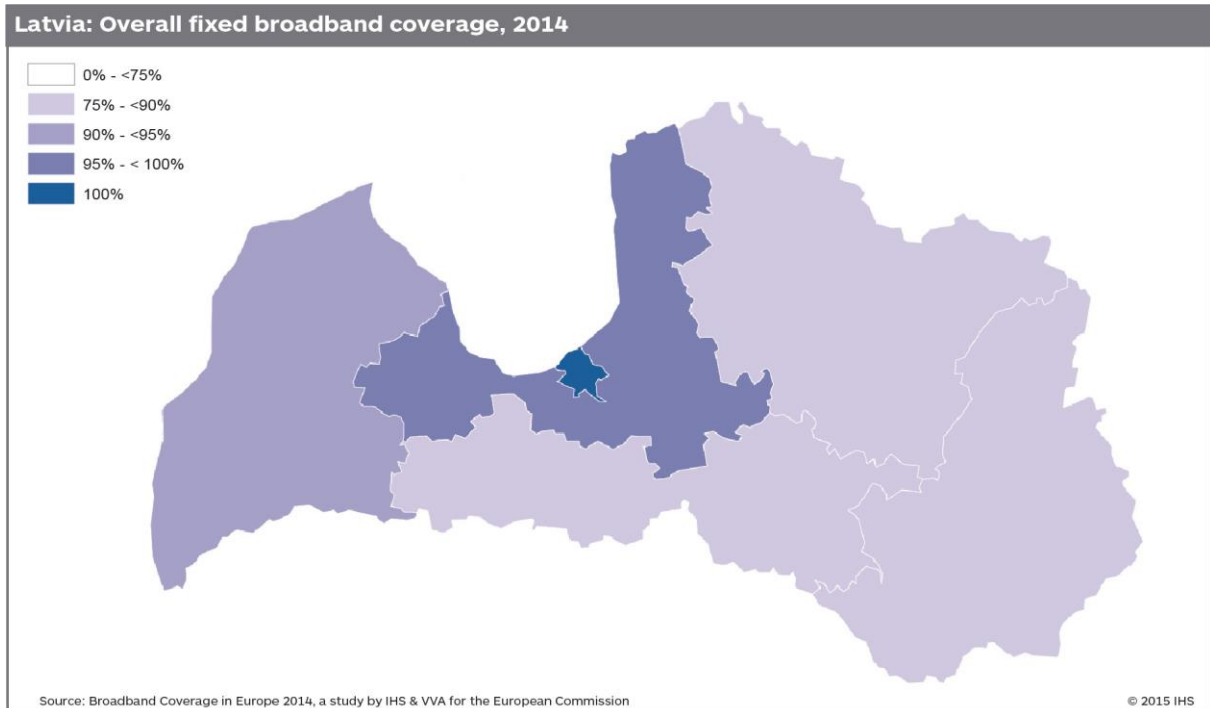 Latvia: Overall fixed broadband coverage, 2014
0% - <75%
75% - <90%
90% - <95%
95% - < 100%
100%
Source: Broadband Coverage in Europe 2014, a study by IHS & VVA for the European Commission
© 2015 IHS